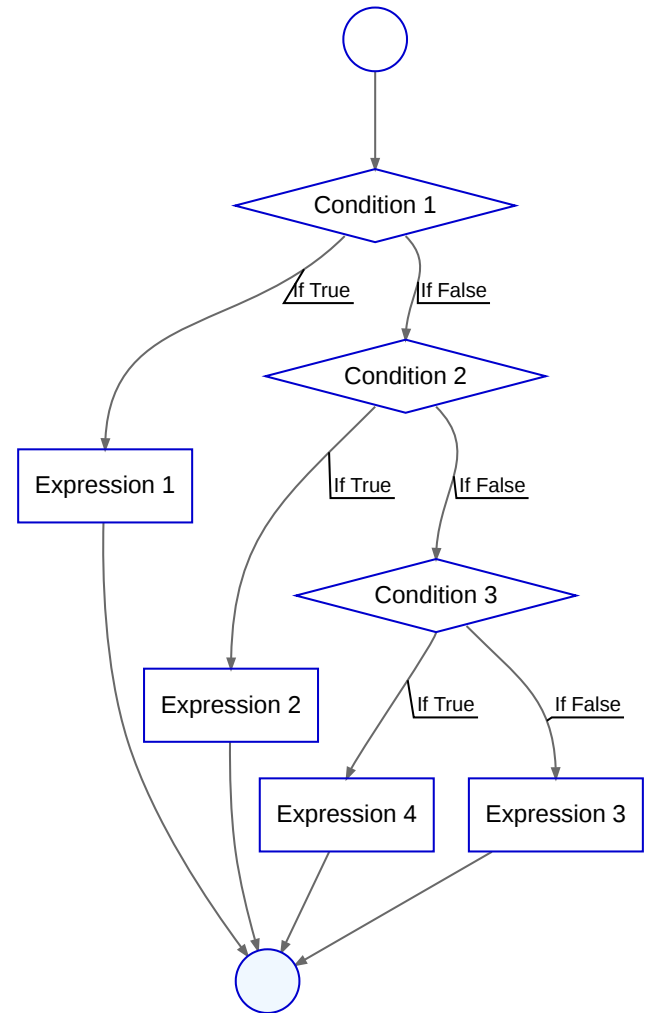 Condition 1
If True
If False
Condition 2
Expression 1
If True
If False
Condition 3
Expression 2
If True
If False
Expression 4
Expression 3